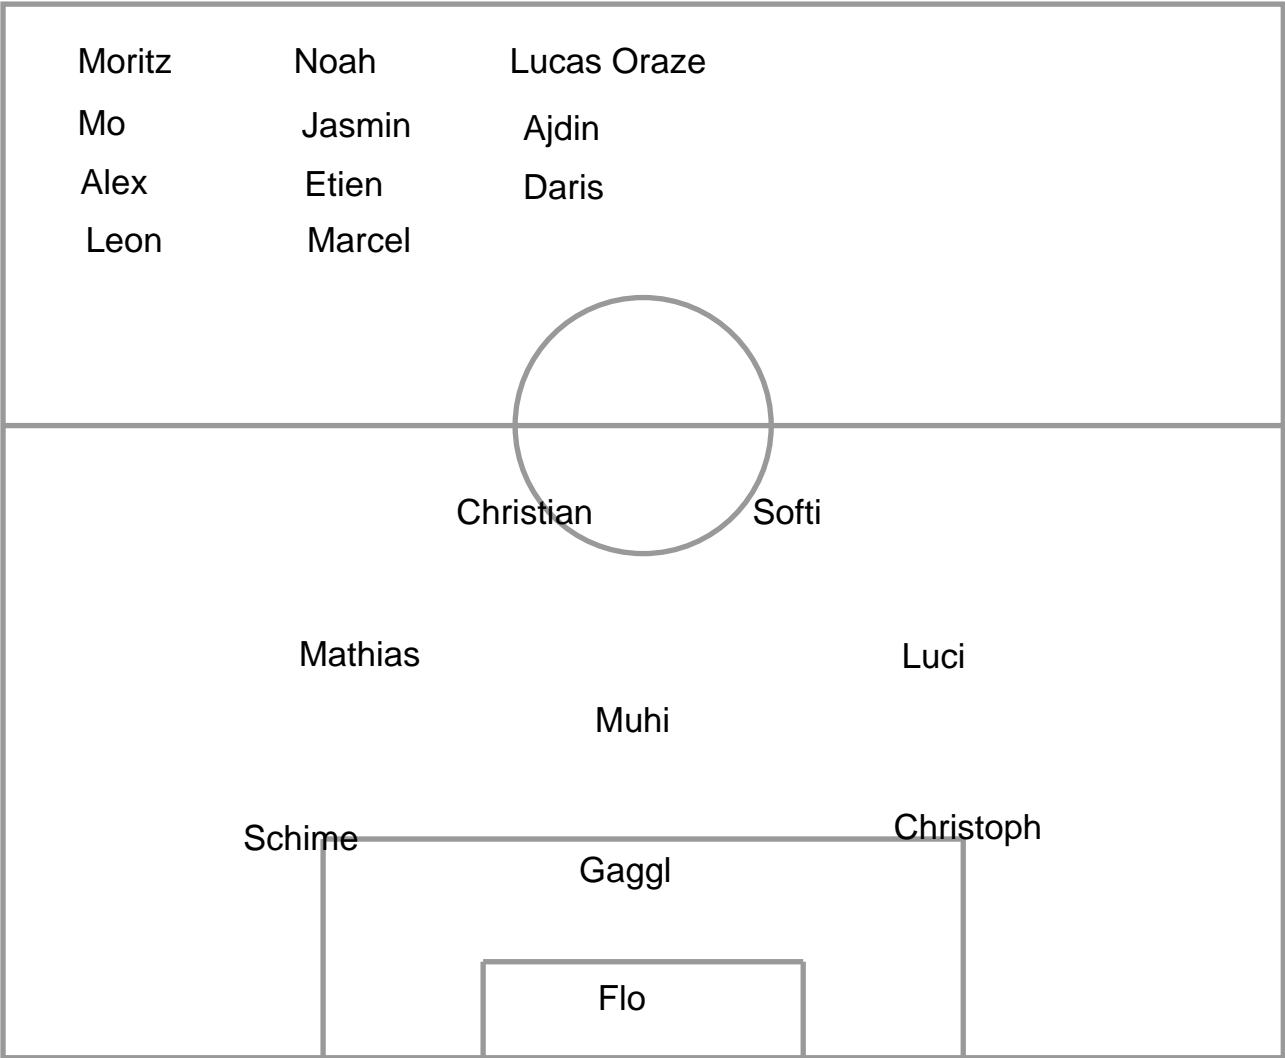 Moritz Noah Lucas Oraze
Mo Jasmin Ajdin
Alex Etien Daris
Leon Marcel
Christian Softi
Mathias Luci
Muhi
Schime Christoph
Gaggl
Flo